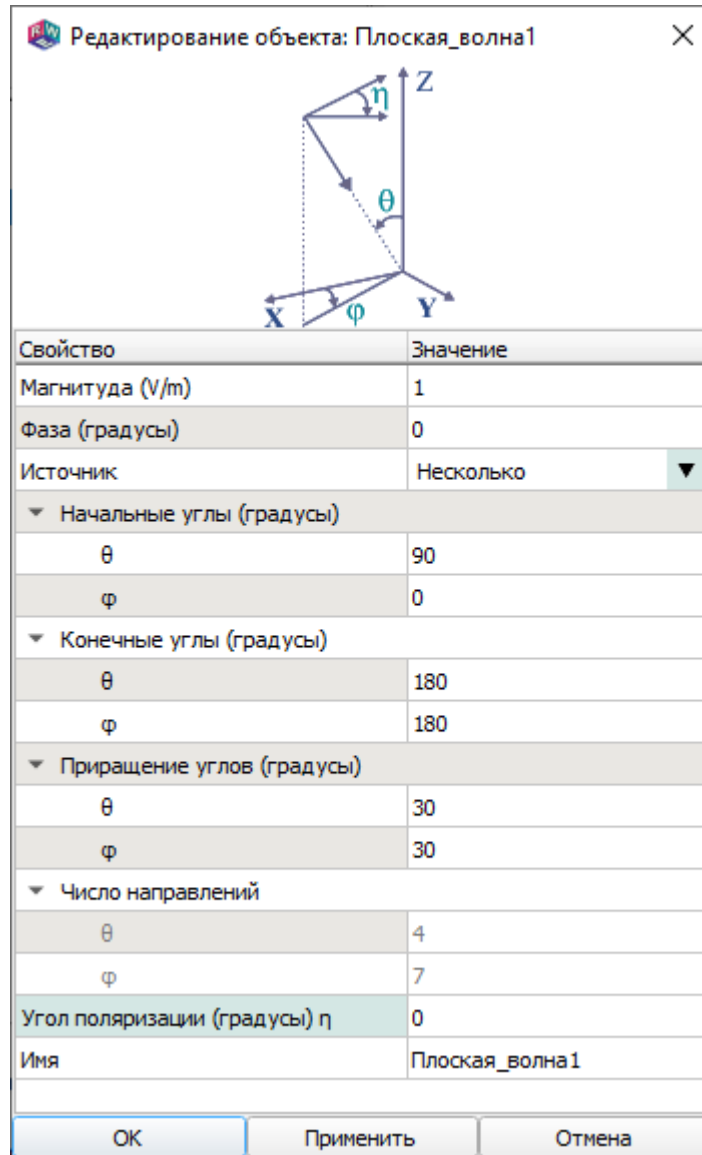 Редактирование объекта: Плоская_волна1
Z
η
θ
X φ Y
Свойство Значение
Магнитуда (V/m) 1
Фаза (градусы) 0
Источник Несколько
Начальные углы (градусы)
θ 90
φ 0
Конечные углы (градусы)
θ 180
φ 180
Приращение углов (градусы)
θ 30
φ 30
Число направлений
θ 4
φ 7
Угол поляризации (градусы) η 0
Имя Плоская_волна1
OK Применить Отмена